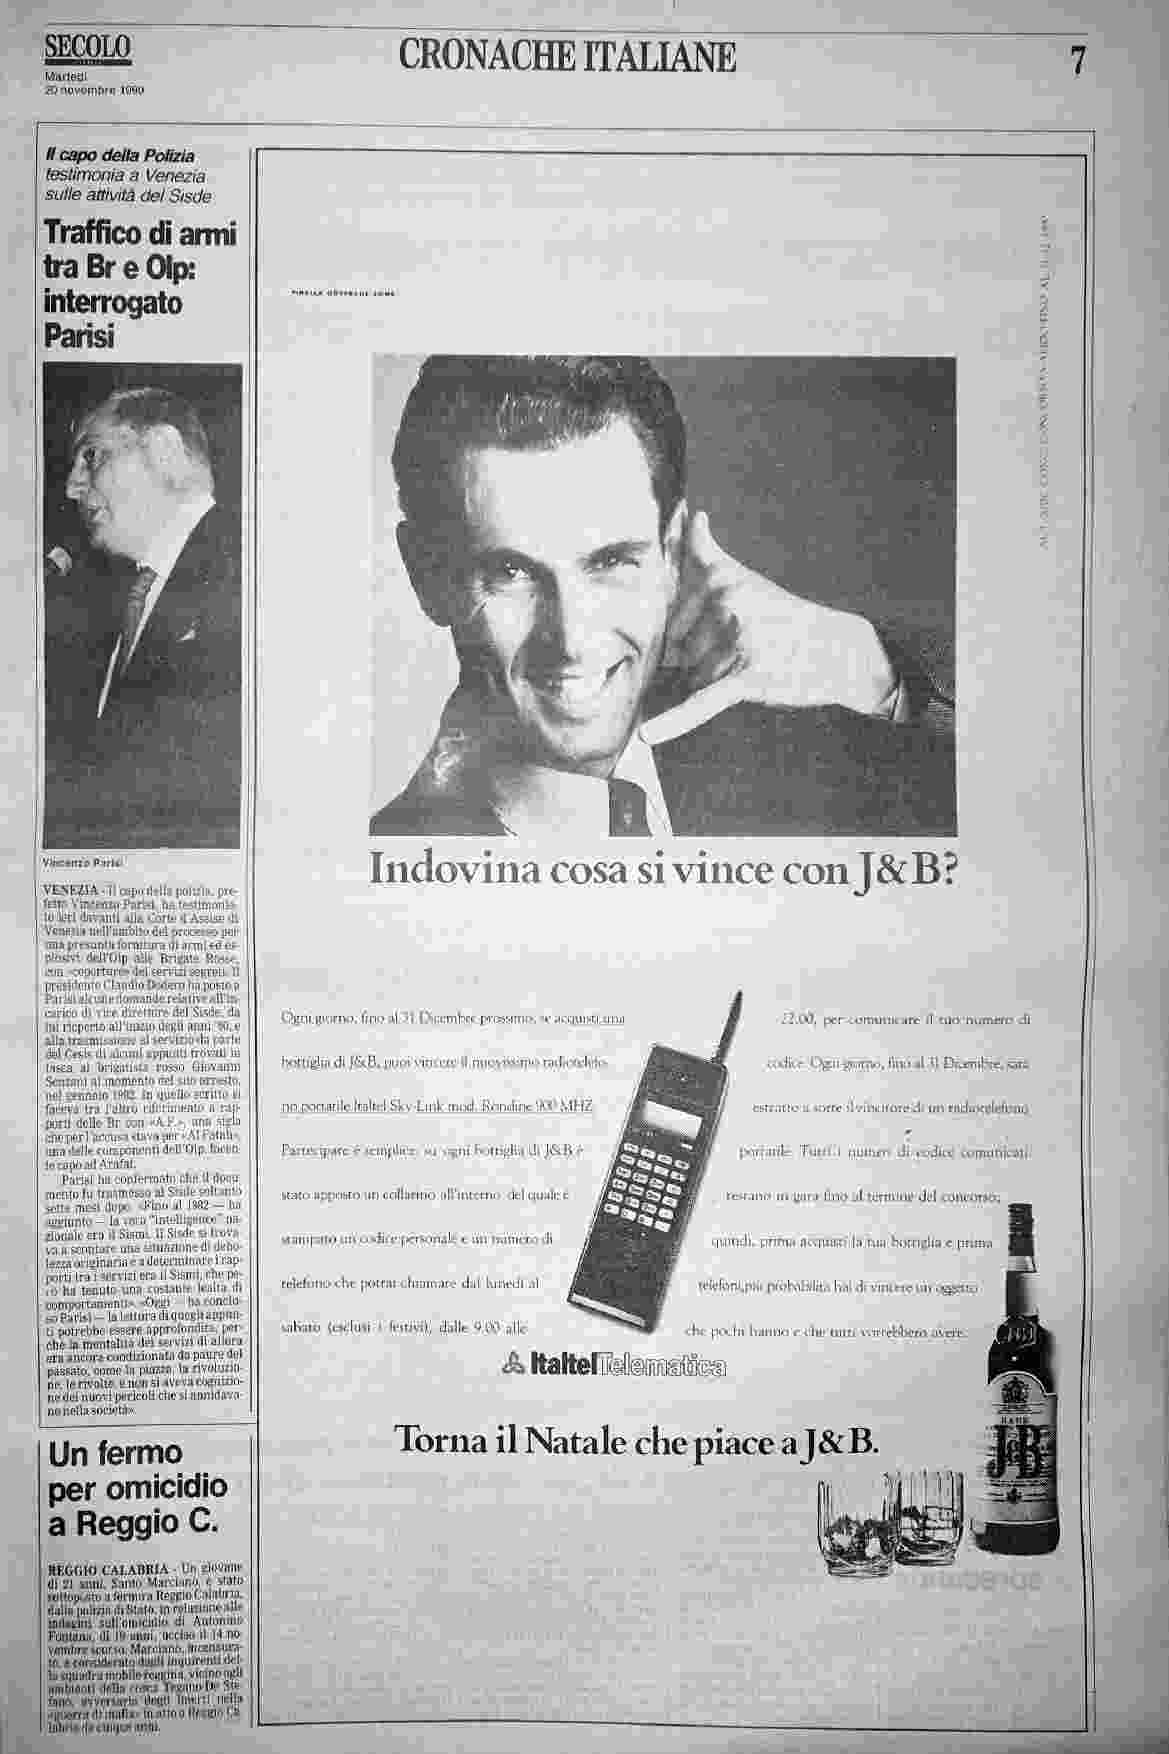 SECOLO
Martedì
20 novembre 1990
CRONACHE ITALIANE
7
Il capo della Polizia
testimonia a Venezia
sulle attività del Sisde
Traffico di armi
tra Br e Olp:
interrogato
Parisi
Vincenzo Parisi
VENEZIA - Il capo della polizia, pre-
fetto Vincenzo Parisi, ha testimonia-
to ieri davanti alla Corte d'Assise di
Venezia nell'ambito del processo per
una presunta fornitura di armi ed es-
plosivi dell'Olp alle Brigate Rosse,
con «coperture» dei servizi segreti. Il
presidente Claudio Dodero ha posto a
Parisi alcune domande relative all'in-
carico di vice direttore del Sisde, da
lui ricoperto all'inizio degli anni '80, e
alla trasmissione al servizio da parte
del Cesis di alcuni appunti trovati in
tasca al brigatista rosso Giovanni
Senzani al momento del suo arresto,
nel gennaio 1982. In quello scritto si
faceva tra l'altro riferimento a rap-
porti delle Br con «A.F.», una sigla
che per l'accusa stava per «Al Fatah»,
una delle componenti dell'Olp, facen-
te capo ad Arafat.
Parisi ha confermato che il docu-
mento fu trasmesso al Sisde soltanto
sette mesi dopo. «Fino al 1982 — ha
aggiunto — la vera "intelligence" na-
zionale era il Sismi. Il Sisde si trova-
va a scontare una situazione di debo-
lezza originaria e a determinare i rap-
porti tra i servizi era il Sismi, che pe-
rò ha tenuto una costante lealtà di
comportamenti». «Oggi — ha conclu-
so Parisi — la lettura di quegli appun-
ti potrebbe essere approfondita, per-
ché la mentalità dei servizi di allora
era ancora condizionata da paure del
passato, come la piazza, la rivoluzio-
ne, le rivolte, e non si aveva cognizio-
ne dei nuovi pericoli che si annidava-
no nella società».
Un fermo
per omicidio
a Reggio C.
REGGIO CALABRIA - Un giovane
di 21 anni, Santo Marciano, è stato
sottoposto a fermo a Reggio Calabria,
dalla polizia di Stato, in relazione alle
indagini sull'omicidio di Antonino
Fontana, di 19 anni, ucciso il 14 no-
vembre scorso. Marciano, incensura-
to, è considerato dagli inquirenti del-
la squadra mobile reggina, vicino agli
ambienti della cosca Tegano De Ste-
fano, avversaria degli Imerti nella
«guerra di mafia» in atto a Reggio Ca-
labria da cinque anni.
PIRELLA GÖTTSCHE LOWE
Indovina cosa si vince con J&B?
Ogni giorno, fino al 31 Dicembre prossimo, se acquisti una
bottiglia di J&B, puoi vincere il nuovissimo radiotelefo-
no portatile Italtel Sky-Link mod. Rondine 900 MHZ
Partecipare è semplice: su ogni bottiglia di J&B è
stato apposto un collarino all'interno del quale è
stampato un codice personale e un numero di
telefono che potrai chiamare dal lunedì al
sabato (esclusi i festivi), dalle 9.00 alle
22.00, per comunicare il tuo numero di
codice. Ogni giorno, fino al 31 Dicembre, sarà
estratto a sorte il vincitore di un radiotelefono
portatile. Tutti i numeri di codice comunicati
restano in gara fino al termine del concorso;
quindi, prima acquisti la tua bottiglia e prima
telefoni, più probabilità hai di vincere un oggetto
che pochi hanno e che tutti vorrebbero avere.
Italtel Telematica
Torna il Natale che piace a J&B.
RARE
J&B